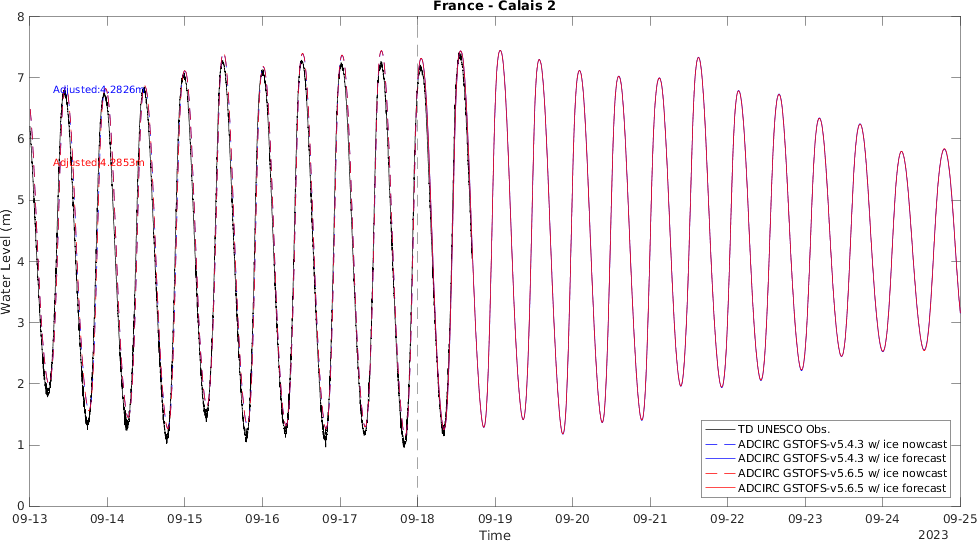 France - Calais 2
8
7
6
5
4
3
2
1
0
Water Level (m)
Adjusted:4.2826m
Adjusted:4.2853m
TD UNESCO Obs.
ADCIRC GSTOFS-v5.4.3 w/ ice nowcast
ADCIRC GSTOFS-v5.4.3 w/ ice forecast
ADCIRC GSTOFS-v5.6.5 w/ ice nowcast
ADCIRC GSTOFS-v5.6.5 w/ ice forecast
09-13 09-14 09-15 09-16 09-17 09-18 09-19 09-20 09-21 09-22 09-23 09-24 09-25
Time
2023